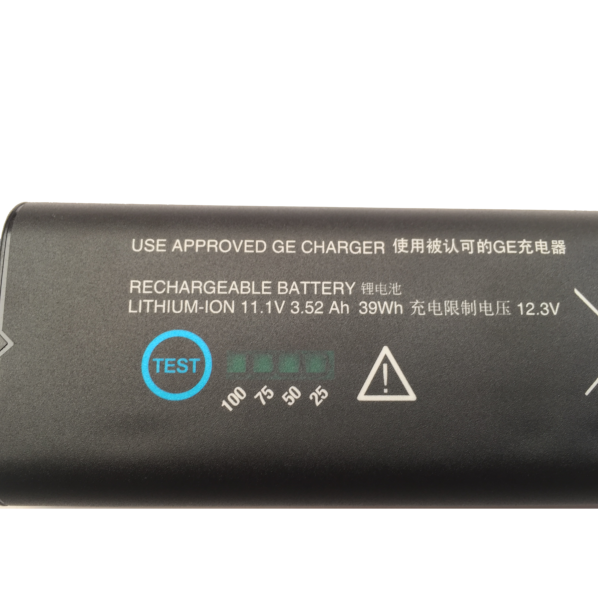 USE APPROVED GE CHARGER 使用被认可的GE充电器
RECHARGEABLE BATTERY 锂电池
LITHIUM-ION 11.1V 3.52 Ah 39Wh 充电限制电压 12.3V
TEST
100 75 50 25
!